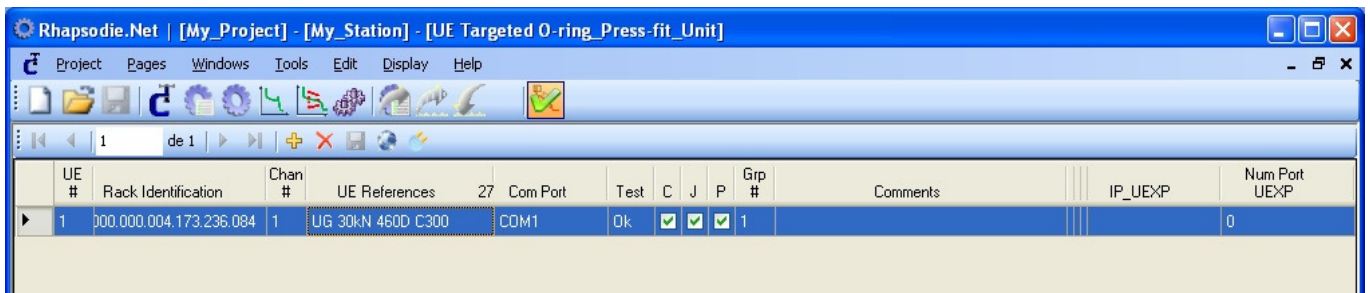 Rhapsodie.Net | [My_Project] - [My_Station] - [UE Targeted O-ring_Press-fit_Unit]
Project Pages Windows Tools Edit Display Help
1 de 1
UE # Rack Identification Chan # UE References 27 Com Port Test C J P Grp # Comments IP_UEXP Num Port UEXP
1 000.000.004.173.236.084 1 UG 30kN 460D C300 COM1 Ok 1 0